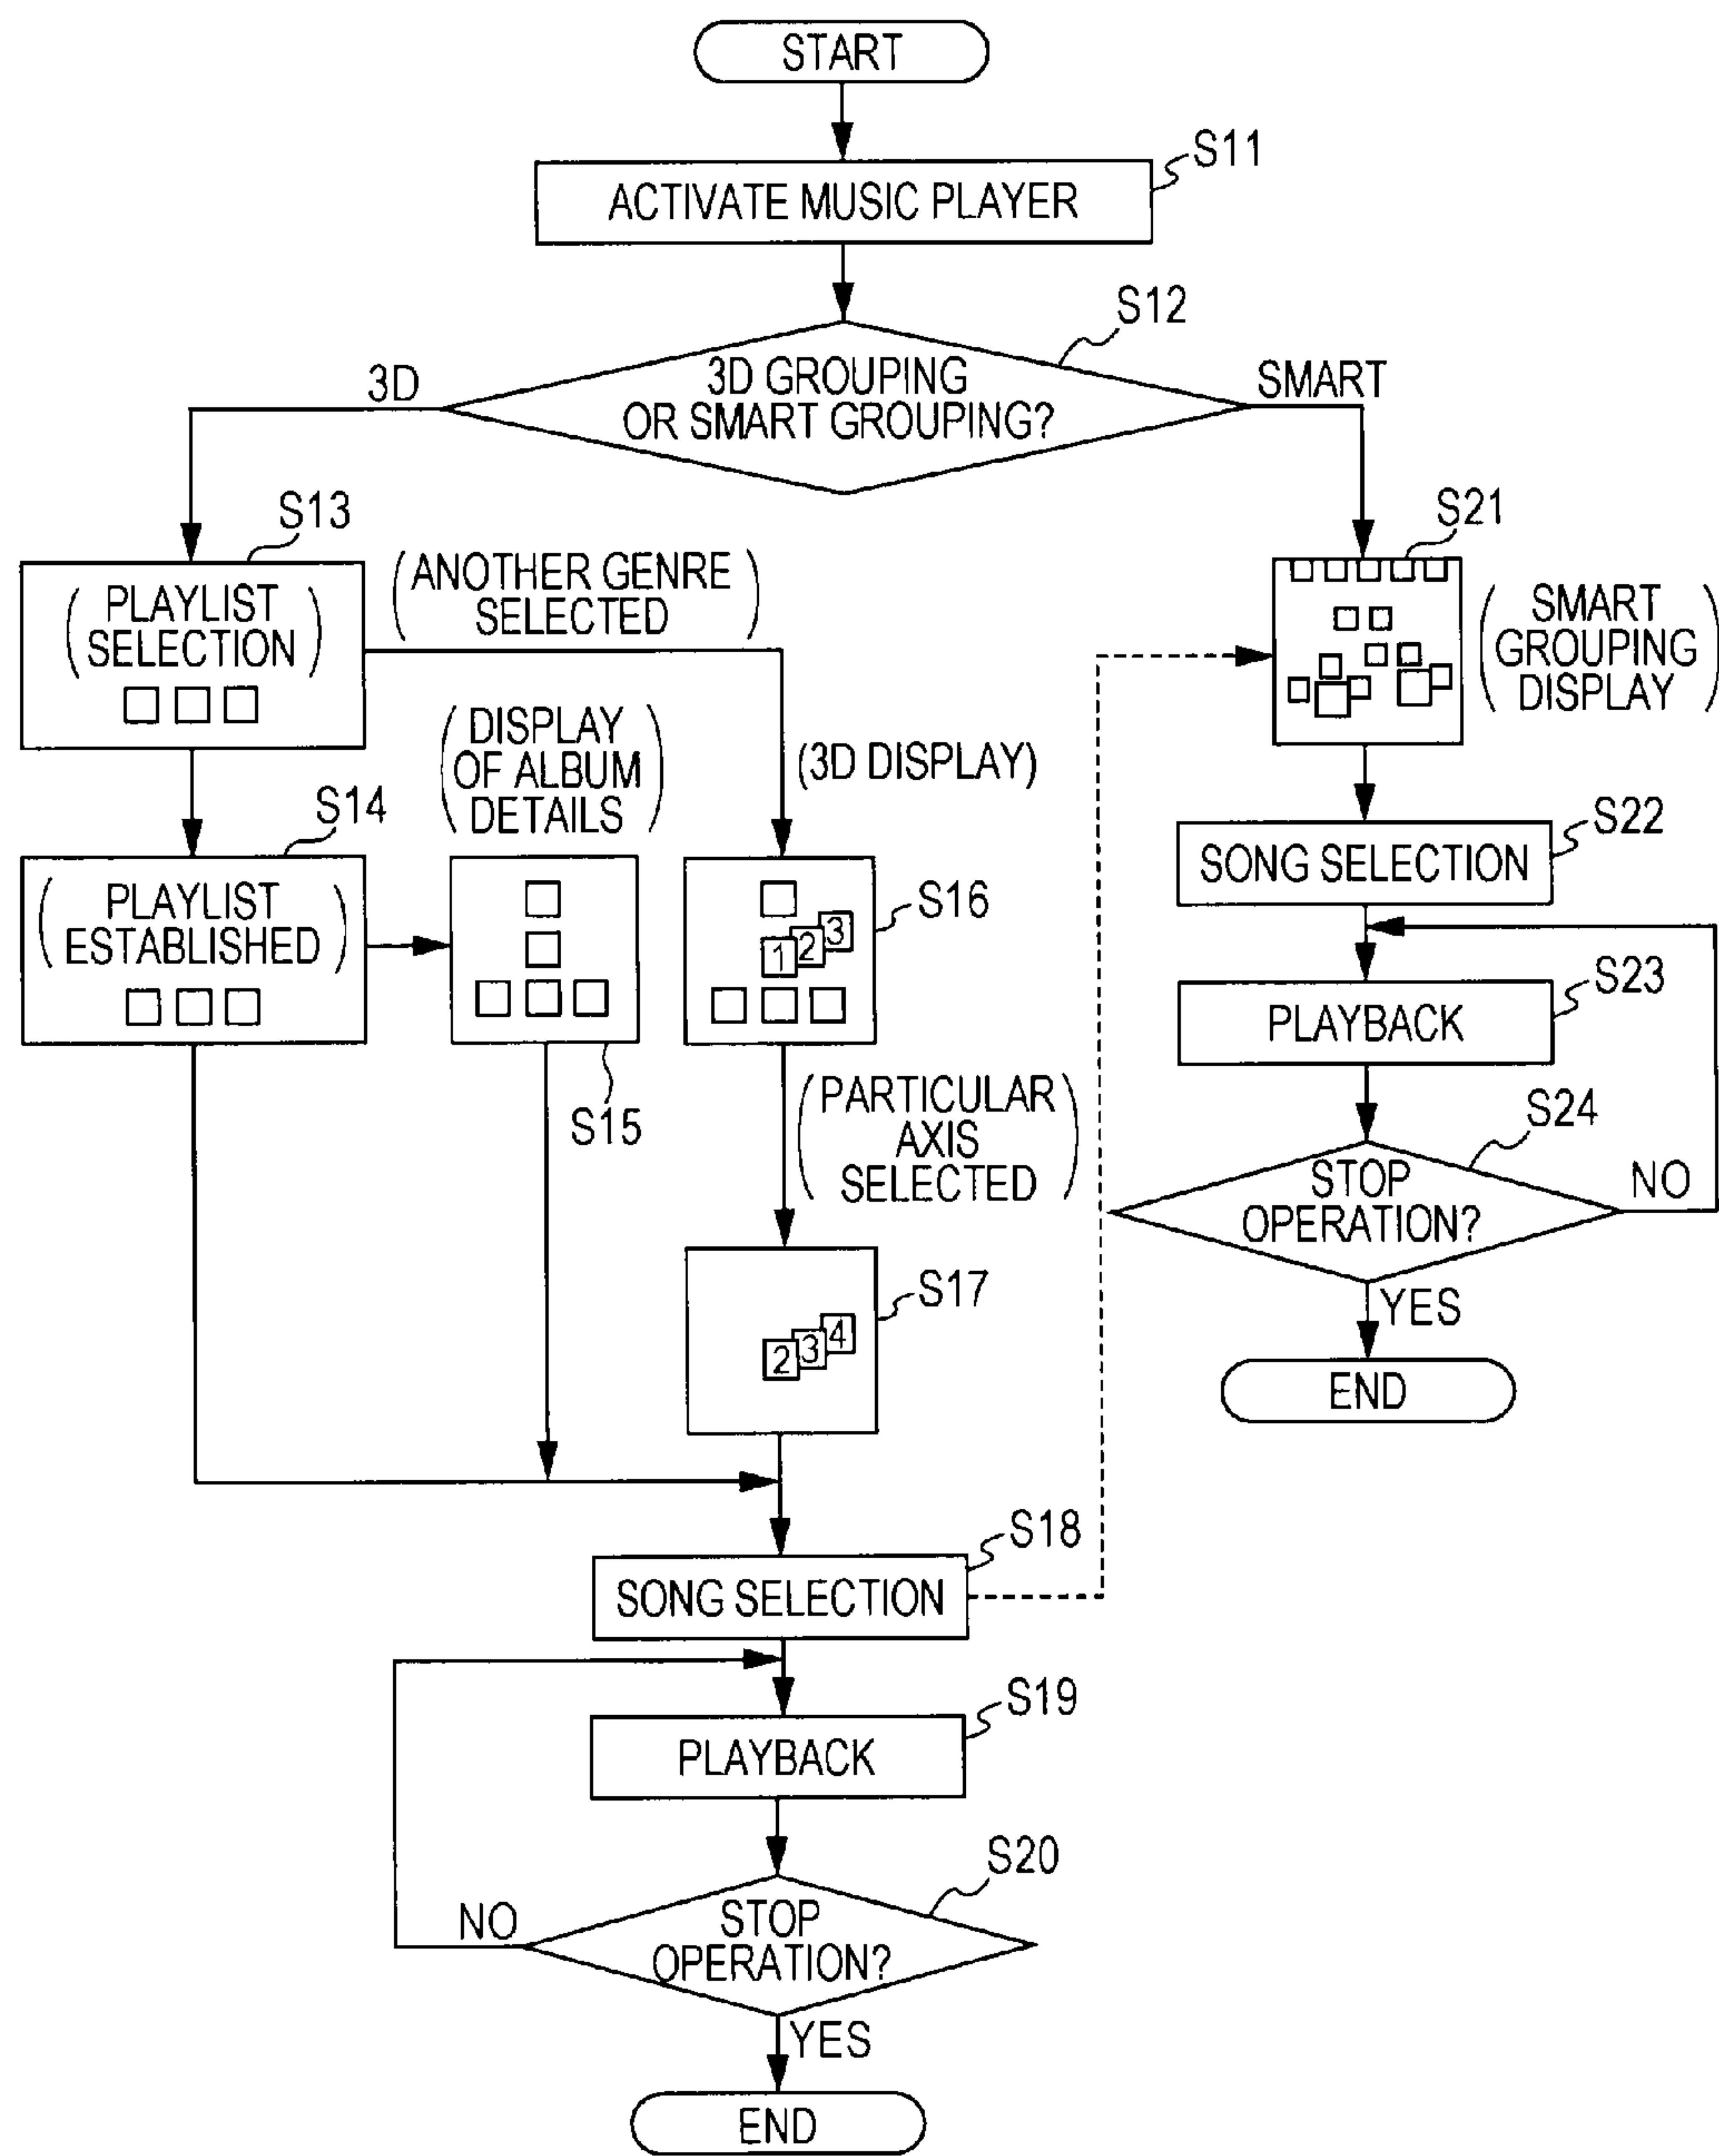 START
S11
ACTIVATE MUSIC PLAYER
S12
3D
3D GROUPING
OR SMART GROUPING?
SMART
S13
(PLAYLIST
SELECTION)
(ANOTHER GENRE
SELECTED)
S21
(SMART
GROUPING
DISPLAY)
(DISPLAY
OF ALBUM
DETAILS)
(3D DISPLAY)
S14
(PLAYLIST
ESTABLISHED)
S15
S16
1 2 3
S22
SONG SELECTION
S23
PLAYBACK
(PARTICULAR
AXIS
SELECTED)
S24
STOP
OPERATION?
NO
YES
END
S17
2 3 4
S18
SONG SELECTION
S19
PLAYBACK
S20
STOP
OPERATION?
NO
YES
END